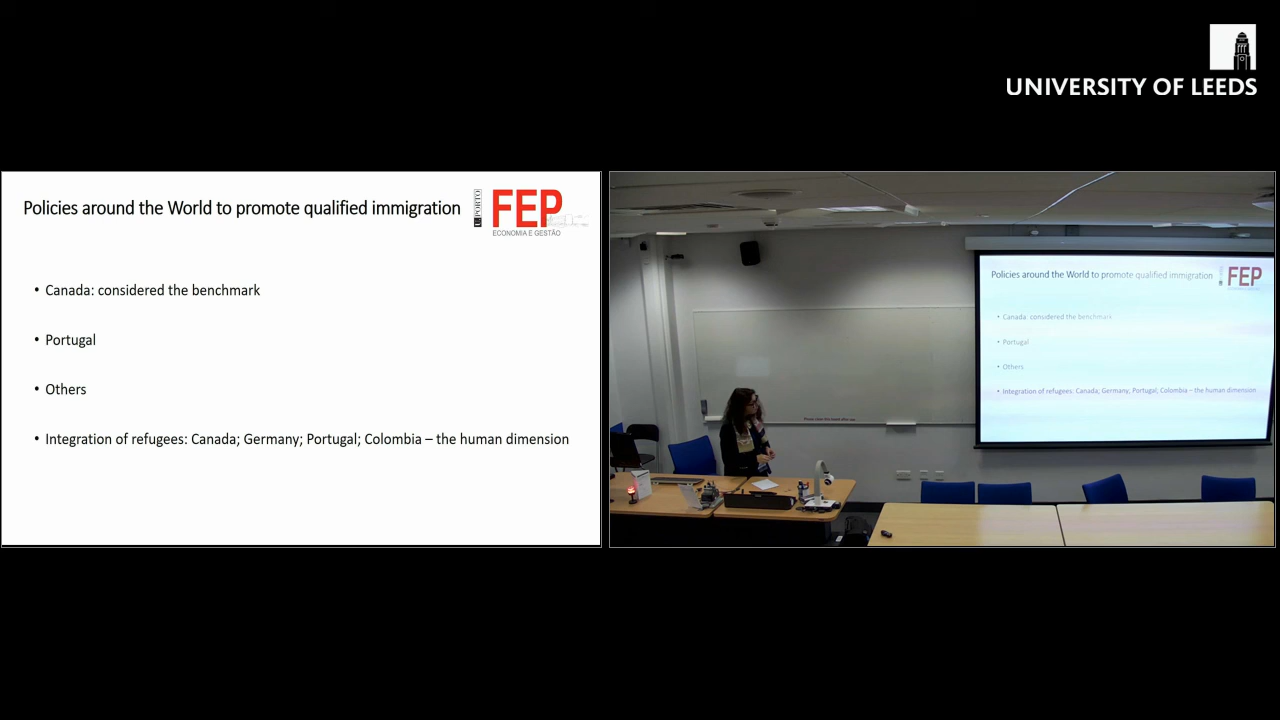 UNIVERSITY OF LEEDS
Policies around the World to promote qualified immigration
U.PORTO
FEP
ECONOMIA E GESTÃO
• Canada: considered the benchmark
• Portugal
• Others
• Integration of refugees: Canada; Germany; Portugal; Colombia – the human dimension
Policies around the World to promote qualified immigration
FEP
• Canada: considered the benchmark
• Portugal
• Others
• Integration of refugees: Canada; Germany; Portugal; Colombia – the human dimension